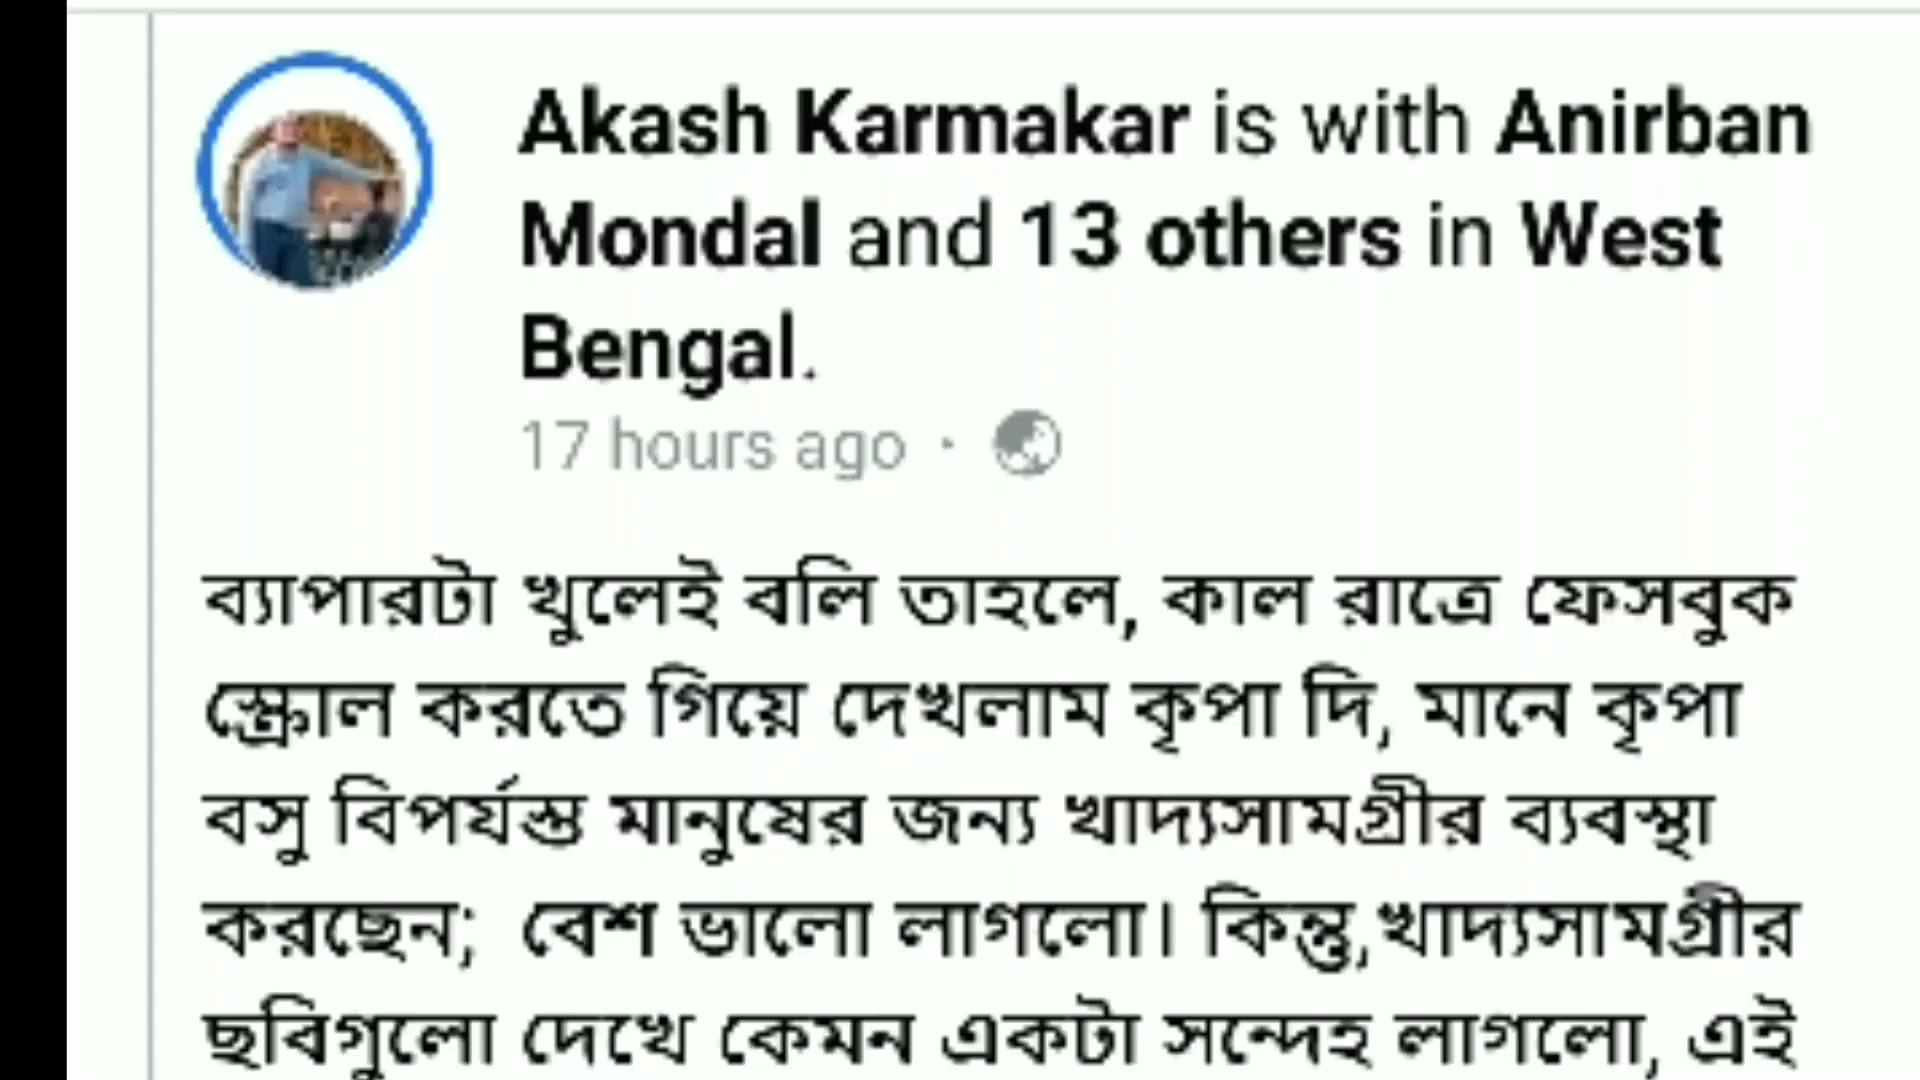 Akash Karmakar is with Anirban
Mondal and 13 others in West
Bengal.
17 hours ago ·
ব্যাপারটা খুলেই বলি তাহলে, কাল রাত্রে ফেসবুক
স্ক্রোল করতে গিয়ে দেখলাম কৃপা দি, মানে কৃপা
বসু বিপর্যস্ত মানুষের জন্য খাদ্যসামগ্রীর ব্যবস্থা
করছেন; বেশ ভালো লাগলো। কিন্তু,খাদ্যসামগ্রীর
ছবিগুলো দেখে কেমন একটা সন্দেহ লাগলো, এই